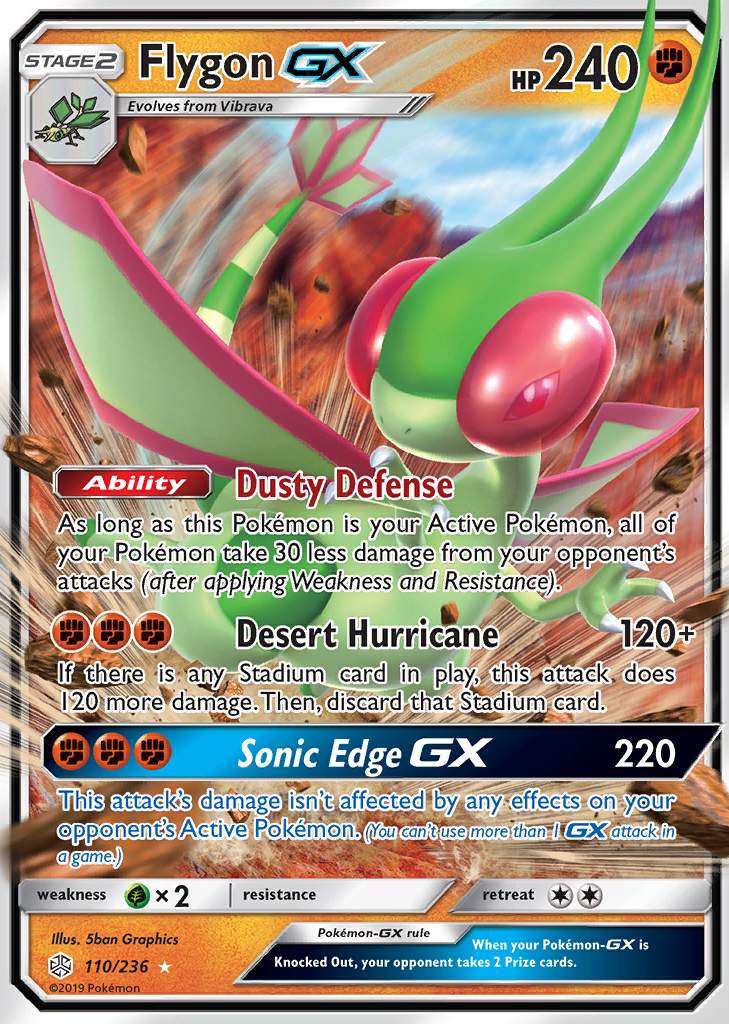 STAGE2 Flygon GX HP240
Evolves from Vibrava
Ability Dusty Defense
As long as this Pokémon is your Active Pokémon, all of
your Pokémon take 30 less damage from your opponent's
attacks (after applying Weakness and Resistance).
Desert Hurricane 120+
If there is any Stadium card in play, this attack does
120 more damage. Then, discard that Stadium card.
Sonic Edge GX 220
This attack's damage isn't affected by any effects on your
opponent's Active Pokémon. (You can't use more than 1 GX attack in
a game.)
weakness ×2 resistance retreat
Illus. 5ban Graphics
110/236
©2019 Pokémon
Pokémon-GX rule
When your Pokémon-GX is
Knocked Out, your opponent takes 2 Prize cards.